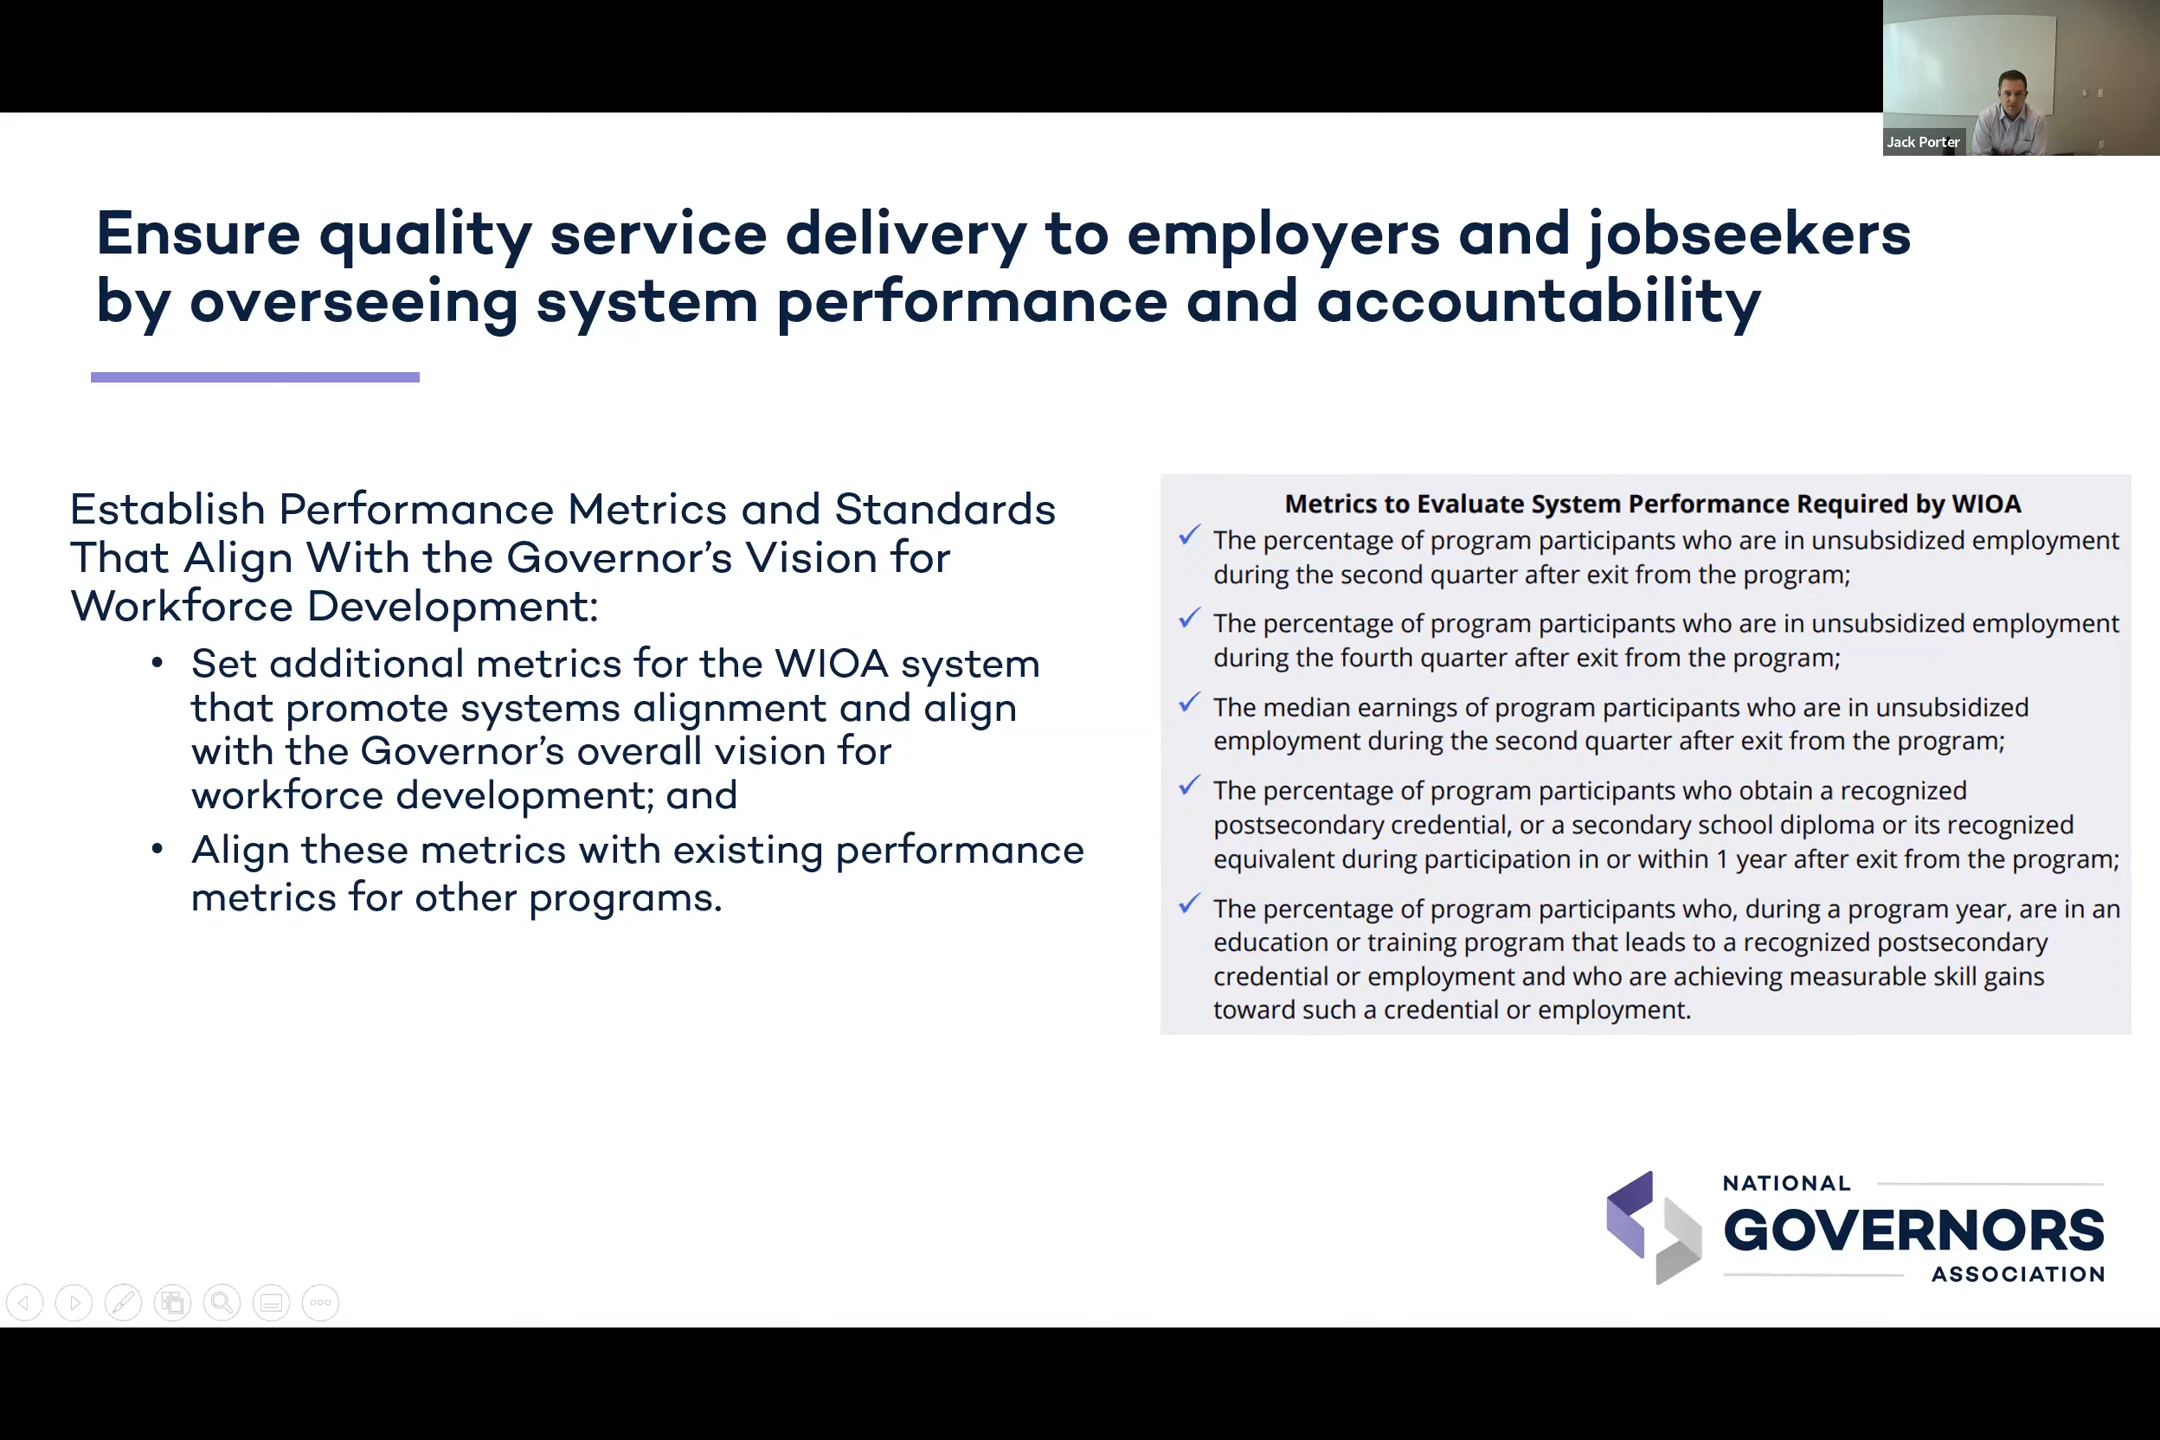 Jack Porter
Ensure quality service delivery to employers and jobseekers
by overseeing system performance and accountability
Establish Performance Metrics and Standards
That Align With the Governor’s Vision for
Workforce Development:
• Set additional metrics for the WIOA system
that promote systems alignment and align
with the Governor’s overall vision for
workforce development; and
• Align these metrics with existing performance
metrics for other programs.
Metrics to Evaluate System Performance Required by WIOA
✓ The percentage of program participants who are in unsubsidized employment
during the second quarter after exit from the program;
✓ The percentage of program participants who are in unsubsidized employment
during the fourth quarter after exit from the program;
✓ The median earnings of program participants who are in unsubsidized
employment during the second quarter after exit from the program;
✓ The percentage of program participants who obtain a recognized
postsecondary credential, or a secondary school diploma or its recognized
equivalent during participation in or within 1 year after exit from the program;
✓ The percentage of program participants who, during a program year, are in an
education or training program that leads to a recognized postsecondary
credential or employment and who are achieving measurable skill gains
toward such a credential or employment.
NATIONAL
GOVERNORS
ASSOCIATION